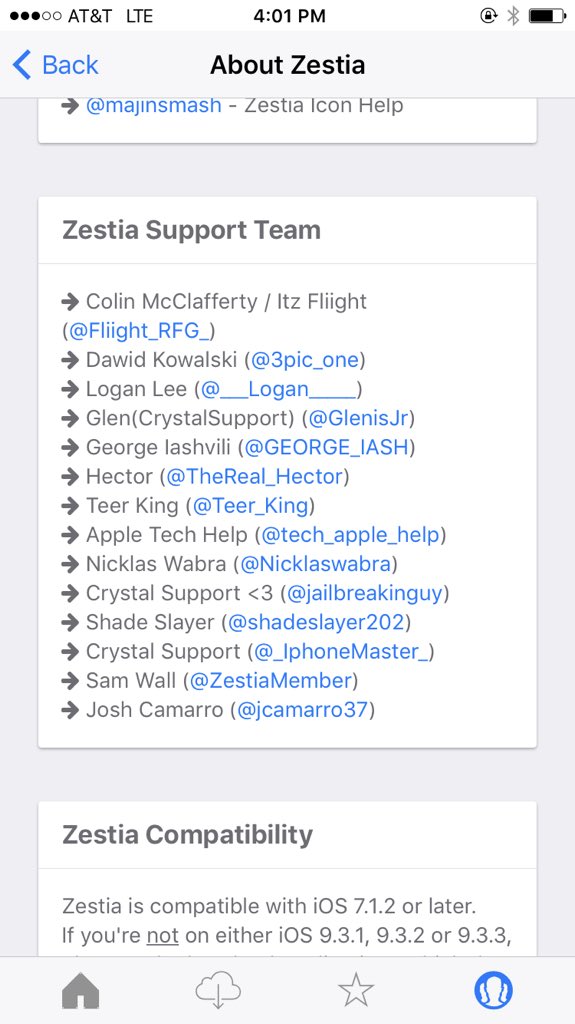 AT&T LTE 4:01 PM
Back About Zestia
➔ @majinsmash - Zestia Icon Help
Zestia Support Team
➔ Colin McClafferty / Itz Fliight
(@Fliight_RFG_)
➔ Dawid Kowalski (@3pic_one)
➔ Logan Lee (@___Logan_____)
➔ Glen(CrystalSupport) (@GlenisJr)
➔ George Iashvili (@GEORGE_IASH)
➔ Hector (@TheReal_Hector)
➔ Teer King (@Teer_King)
➔ Apple Tech Help (@tech_apple_help)
➔ Nicklas Wabra (@Nicklaswabra)
➔ Crystal Support <3 (@jailbreakinguy)
➔ Shade Slayer (@shadeslayer202)
➔ Crystal Support (@_IphoneMaster_)
➔ Sam Wall (@ZestiaMember)
➔ Josh Camarro (@jcamarro37)
Zestia Compatibility
Zestia is compatible with iOS 7.1.2 or later.
If you're not on either iOS 9.3.1, 9.3.2 or 9.3.3,